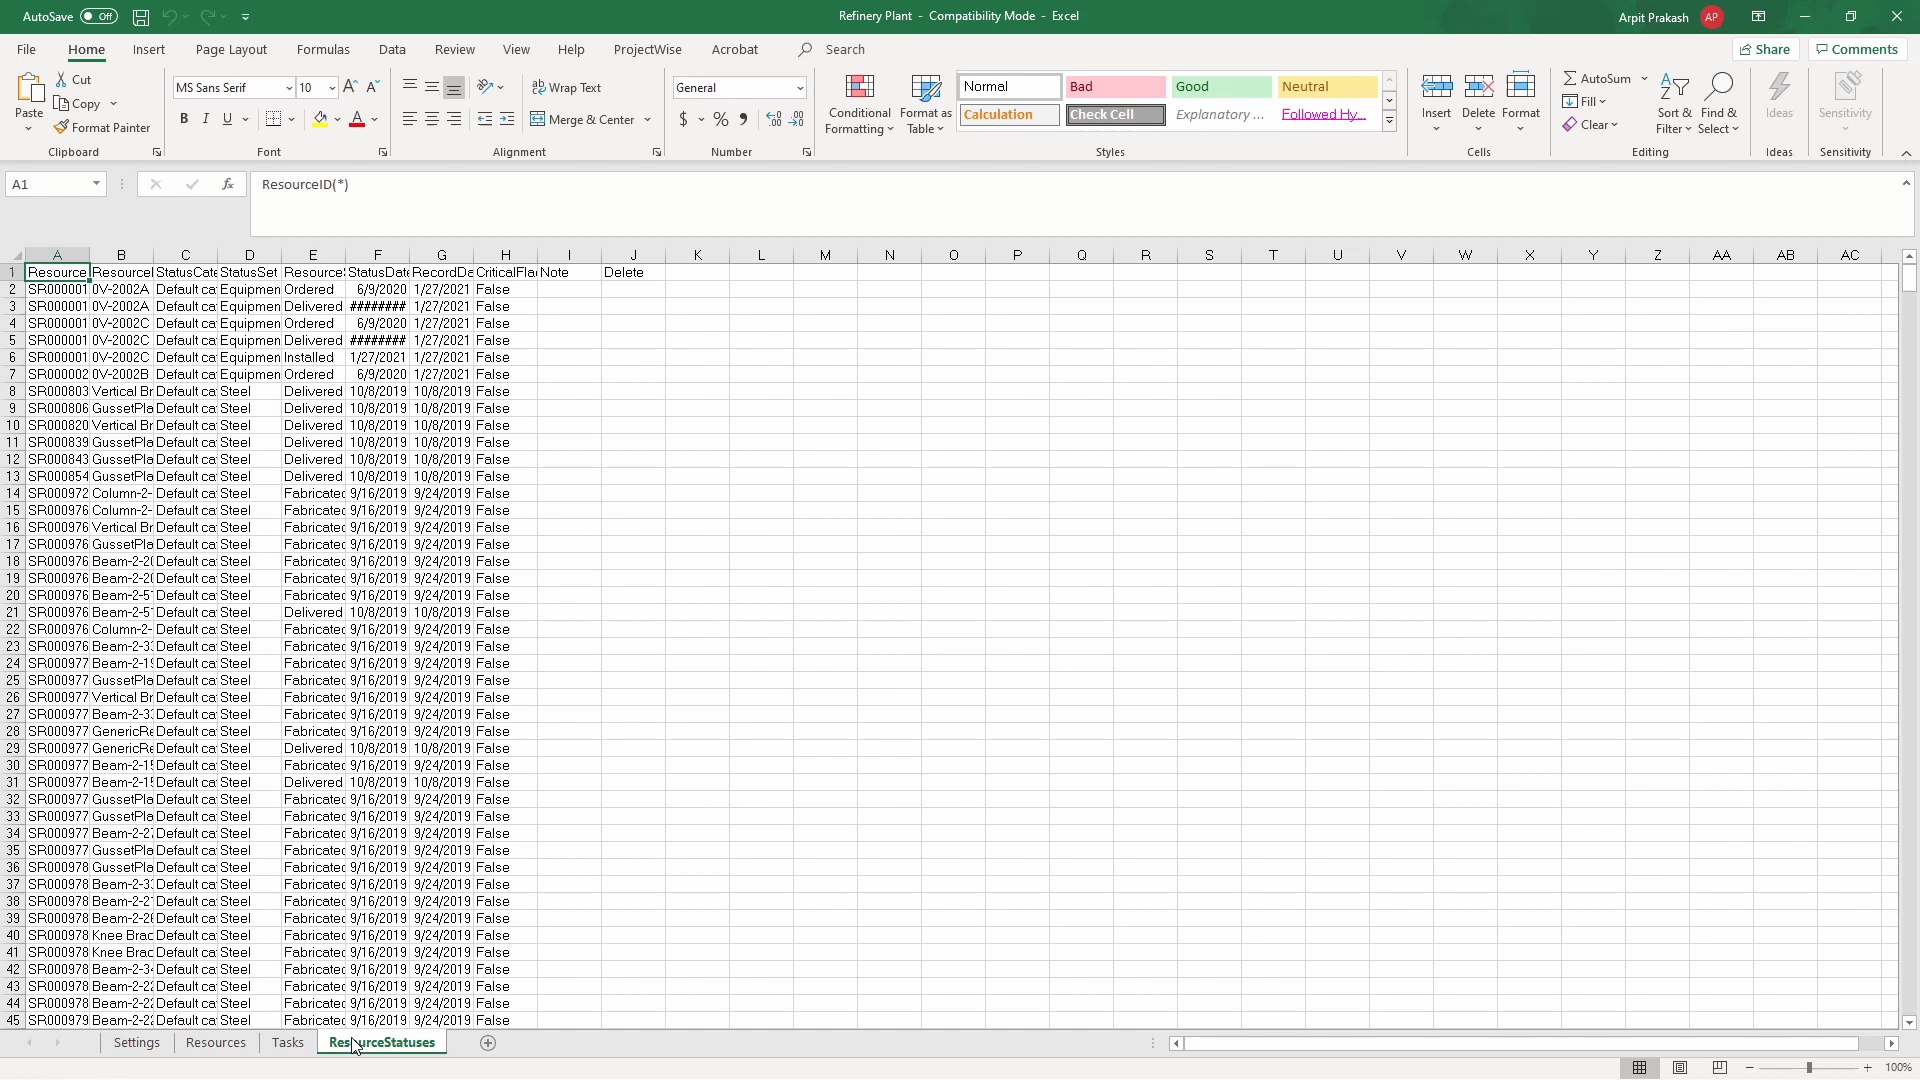 AutoSave Off Refinery Plant - Compatibility Mode - Excel Arpit Prakash AP
File Home Insert Page Layout Formulas Data Review View Help ProjectWise Acrobat Search Share Comments
Paste Cut Copy Format Painter Clipboard
MS Sans Serif 10 B I U A A Font
Wrap Text Merge & Center Alignment
General $ % Number
Conditional Formatting Format as Table
Normal Bad Good Neutral
Calculation Check Cell Explanatory ... Followed Hy...
Styles
Insert Delete Format Cells
AutoSum Fill Clear Sort & Filter Find & Select Editing
Ideas Ideas
Sensitivity Sensitivity
A1 fx ResourceID(*)
A B C D E F G H I J K L M N O P Q R S T U V W X Y Z AA AB AC
1 Resource ResourceI StatusCate StatusSet ResourceS StatusDate RecordDa CriticalFlag Note Delete
2 SR000001 0V-2002A Default ca Equipmen Ordered 6/9/2020 1/27/2021 False
3 SR000001 0V-2002A Default ca Equipmen Delivered ######## 1/27/2021 False
4 SR000001 0V-2002C Default ca Equipmen Ordered 6/9/2020 1/27/2021 False
5 SR000001 0V-2002C Default ca Equipmen Delivered ######## 1/27/2021 False
6 SR000001 0V-2002C Default ca Equipmen Installed 1/27/2021 1/27/2021 False
7 SR000002 0V-2002B Default ca Equipmen Ordered 6/9/2020 1/27/2021 False
8 SR000803 Vertical Br Default ca Steel Delivered 10/8/2019 10/8/2019 False
9 SR000806 GussetPla Default ca Steel Delivered 10/8/2019 10/8/2019 False
10 SR000820 Vertical Br Default ca Steel Delivered 10/8/2019 10/8/2019 False
11 SR000839 GussetPla Default ca Steel Delivered 10/8/2019 10/8/2019 False
12 SR000843 GussetPla Default ca Steel Delivered 10/8/2019 10/8/2019 False
13 SR000854 GussetPla Default ca Steel Delivered 10/8/2019 10/8/2019 False
14 SR000972 Column-2- Default ca Steel Fabricated 9/16/2019 9/24/2019 False
15 SR000976 Column-2- Default ca Steel Fabricated 9/16/2019 9/24/2019 False
16 SR000976 Vertical Br Default ca Steel Fabricated 9/16/2019 9/24/2019 False
17 SR000976 GussetPla Default ca Steel Fabricated 9/16/2019 9/24/2019 False
18 SR000976 Beam-2-20 Default ca Steel Fabricated 9/16/2019 9/24/2019 False
19 SR000976 Beam-2-20 Default ca Steel Fabricated 9/16/2019 9/24/2019 False
20 SR000976 Beam-2-51 Default ca Steel Fabricated 9/16/2019 9/24/2019 False
21 SR000976 Beam-2-51 Default ca Steel Delivered 10/8/2019 10/8/2019 False
22 SR000976 Column-2- Default ca Steel Fabricated 9/16/2019 9/24/2019 False
23 SR000976 Beam-2-33 Default ca Steel Fabricated 9/16/2019 9/24/2019 False
24 SR000977 Beam-2-19 Default ca Steel Fabricated 9/16/2019 9/24/2019 False
25 SR000977 GussetPla Default ca Steel Fabricated 9/16/2019 9/24/2019 False
26 SR000977 Vertical Br Default ca Steel Fabricated 9/16/2019 9/24/2019 False
27 SR000977 Beam-2-33 Default ca Steel Fabricated 9/16/2019 9/24/2019 False
28 SR000977 GenericRe Default ca Steel Fabricated 9/16/2019 9/24/2019 False
29 SR000977 GenericRe Default ca Steel Delivered 10/8/2019 10/8/2019 False
30 SR000977 Beam-2-15 Default ca Steel Fabricated 9/16/2019 9/24/2019 False
31 SR000977 Beam-2-15 Default ca Steel Delivered 10/8/2019 10/8/2019 False
32 SR000977 GussetPla Default ca Steel Fabricated 9/16/2019 9/24/2019 False
33 SR000977 GussetPla Default ca Steel Fabricated 9/16/2019 9/24/2019 False
34 SR000977 Beam-2-27 Default ca Steel Fabricated 9/16/2019 9/24/2019 False
35 SR000977 GussetPla Default ca Steel Fabricated 9/16/2019 9/24/2019 False
36 SR000978 GussetPla Default ca Steel Fabricated 9/16/2019 9/24/2019 False
37 SR000978 Beam-2-33 Default ca Steel Fabricated 9/16/2019 9/24/2019 False
38 SR000978 Beam-2-27 Default ca Steel Fabricated 9/16/2019 9/24/2019 False
39 SR000978 Beam-2-26 Default ca Steel Fabricated 9/16/2019 9/24/2019 False
40 SR000978 Knee Brac Default ca Steel Fabricated 9/16/2019 9/24/2019 False
41 SR000978 Knee Brac Default ca Steel Fabricated 9/16/2019 9/24/2019 False
42 SR000978 Beam-2-34 Default ca Steel Fabricated 9/16/2019 9/24/2019 False
43 SR000978 Beam-2-22 Default ca Steel Fabricated 9/16/2019 9/24/2019 False
44 SR000978 Beam-2-22 Default ca Steel Fabricated 9/16/2019 9/24/2019 False
45 SR000979 Beam-2-22 Default ca Steel Fabricated 9/16/2019 9/24/2019 False
Settings Resources Tasks ResourceStatuses
100%